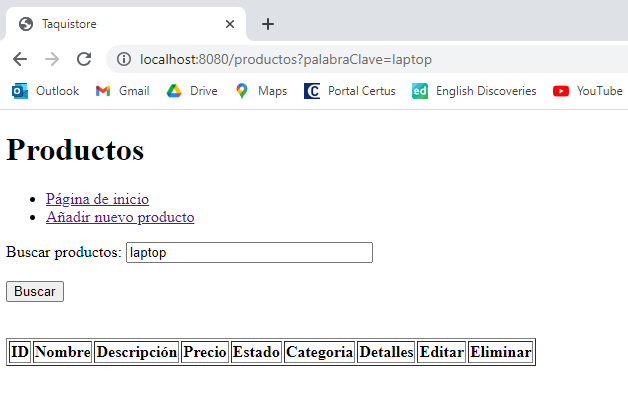 Taquistore
localhost:8080/productos?palabraClave=laptop
Outlook Gmail Drive Maps C Portal Certus ed English Discoveries YouTube
Productos
Página de inicio
Añadir nuevo producto
Buscar productos: laptop
Buscar
ID Nombre Descripción Precio Estado Categoria Detalles Editar Eliminar